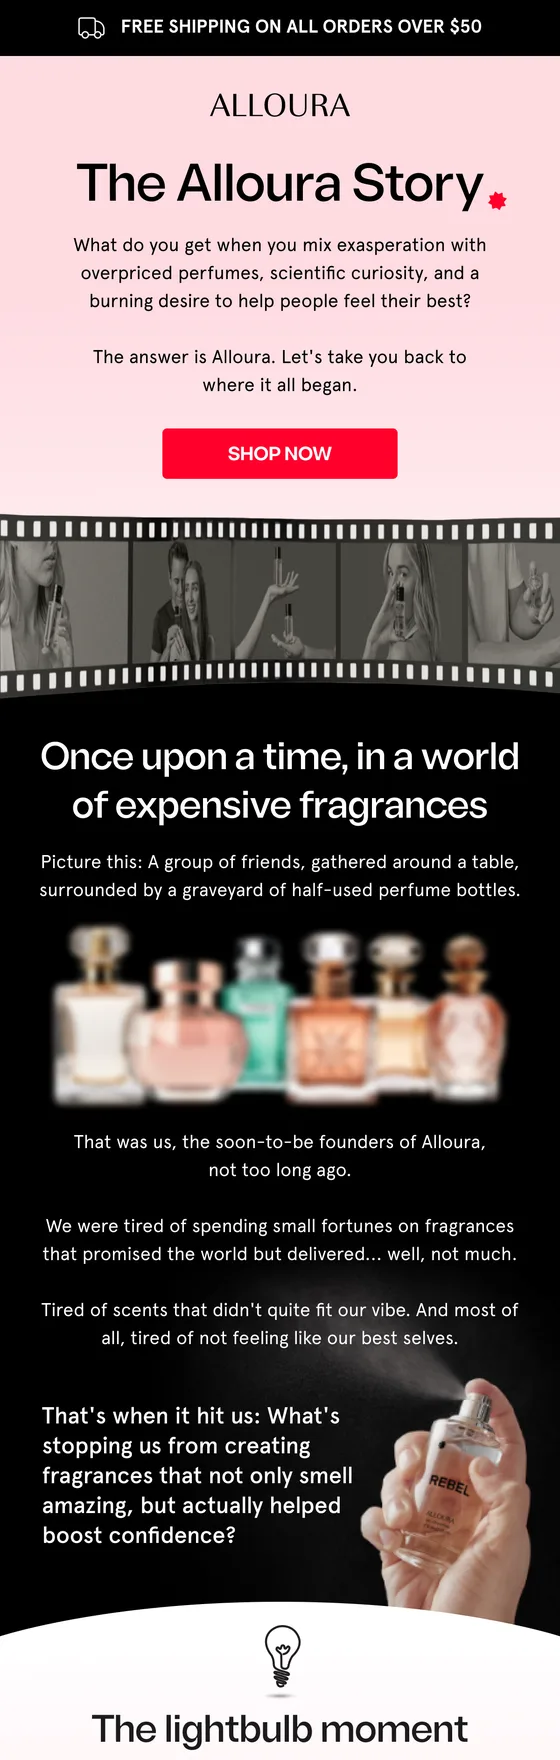 FREE SHIPPING ON ALL ORDERS OVER $50
ALLOURA
The Alloura Story
What do you get when you mix exasperation with
overpriced perfumes, scientific curiosity, and a
burning desire to help people feel their best?
The answer is Alloura. Let's take you back to
where it all began.
SHOP NOW
Once upon a time, in a world
of expensive fragrances
Picture this: A group of friends, gathered around a table,
surrounded by a graveyard of half-used perfume bottles.
That was us, the soon-to-be founders of Alloura,
not too long ago.
We were tired of spending small fortunes on fragrances
that promised the world but delivered... well, not much.
Tired of scents that didn't quite fit our vibe. And most of
all, tired of not feeling like our best selves.
That's when it hit us: What's
stopping us from creating
fragrances that not only smell
amazing, but actually helped
boost confidence?
REBEL
ALLOURA
The lightbulb moment